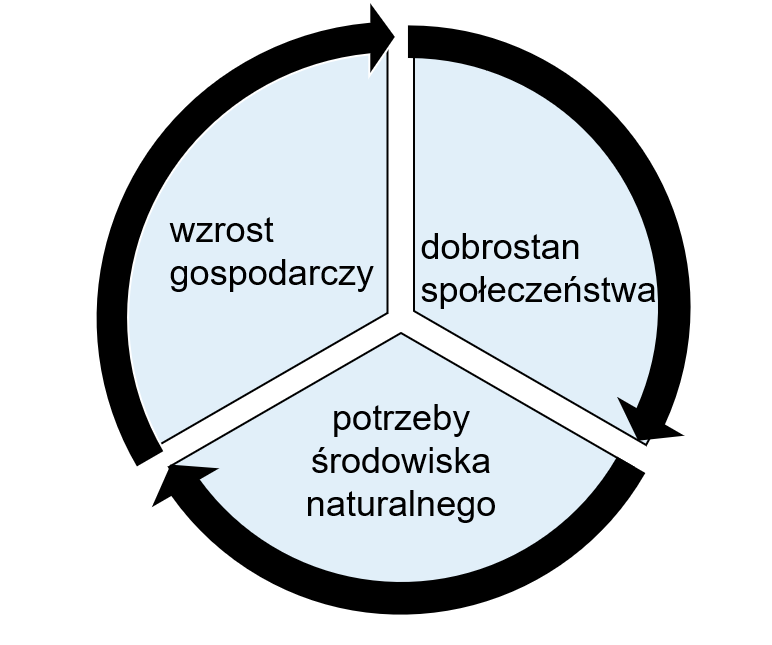 wzrost
gospodarczy
dobrostan
społeczeństwa
potrzeby
środowiska
naturalnego